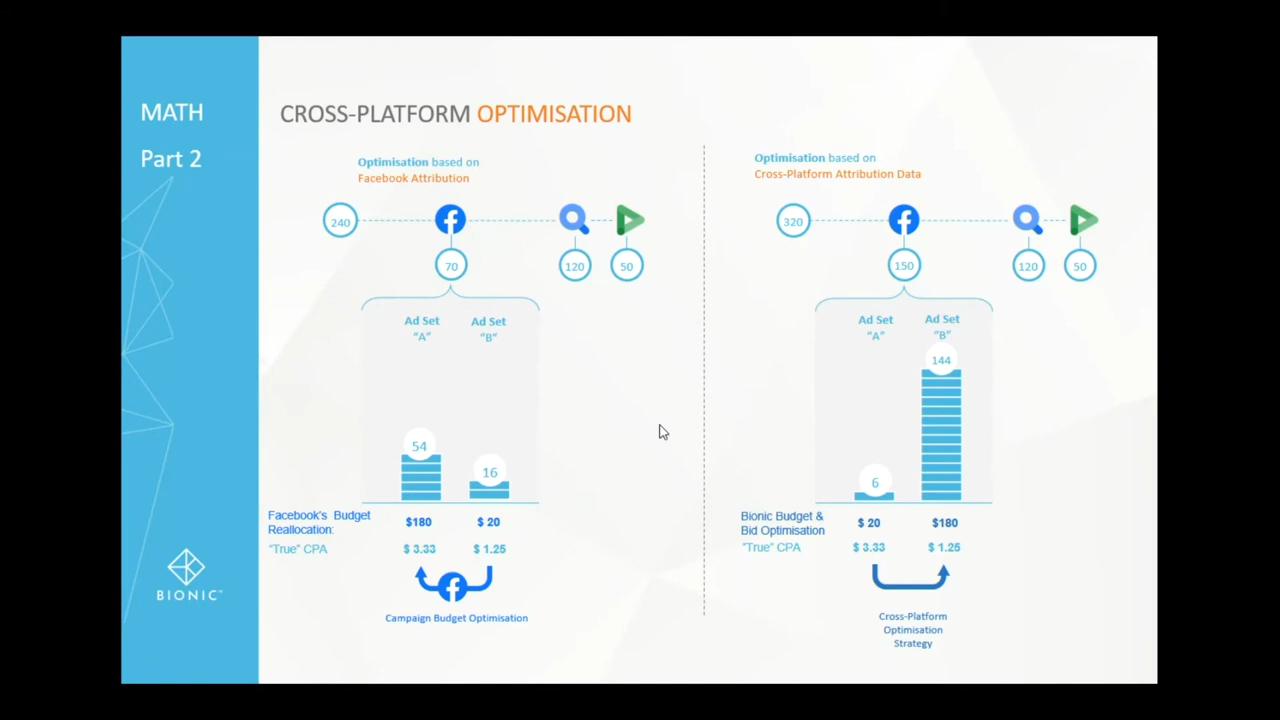 MATH
Part 2
CROSS-PLATFORM OPTIMISATION
Optimisation based on
Facebook Attribution
240
70
120
50
Ad Set
"A"
Ad Set
"B"
54
16
Facebook's Budget
Reallocation:
$180
$ 20
"True" CPA
$ 3.33
$ 1.25
Campaign Budget Optimisation
Optimisation based on
Cross-Platform Attribution Data
320
150
120
50
Ad Set
"A"
Ad Set
"B"
144
6
Bionic Budget &
Bid Optimisation
$ 20
$180
"True" CPA
$ 3.33
$ 1.25
Cross-Platform
Optimisation
Strategy
BIONIC™